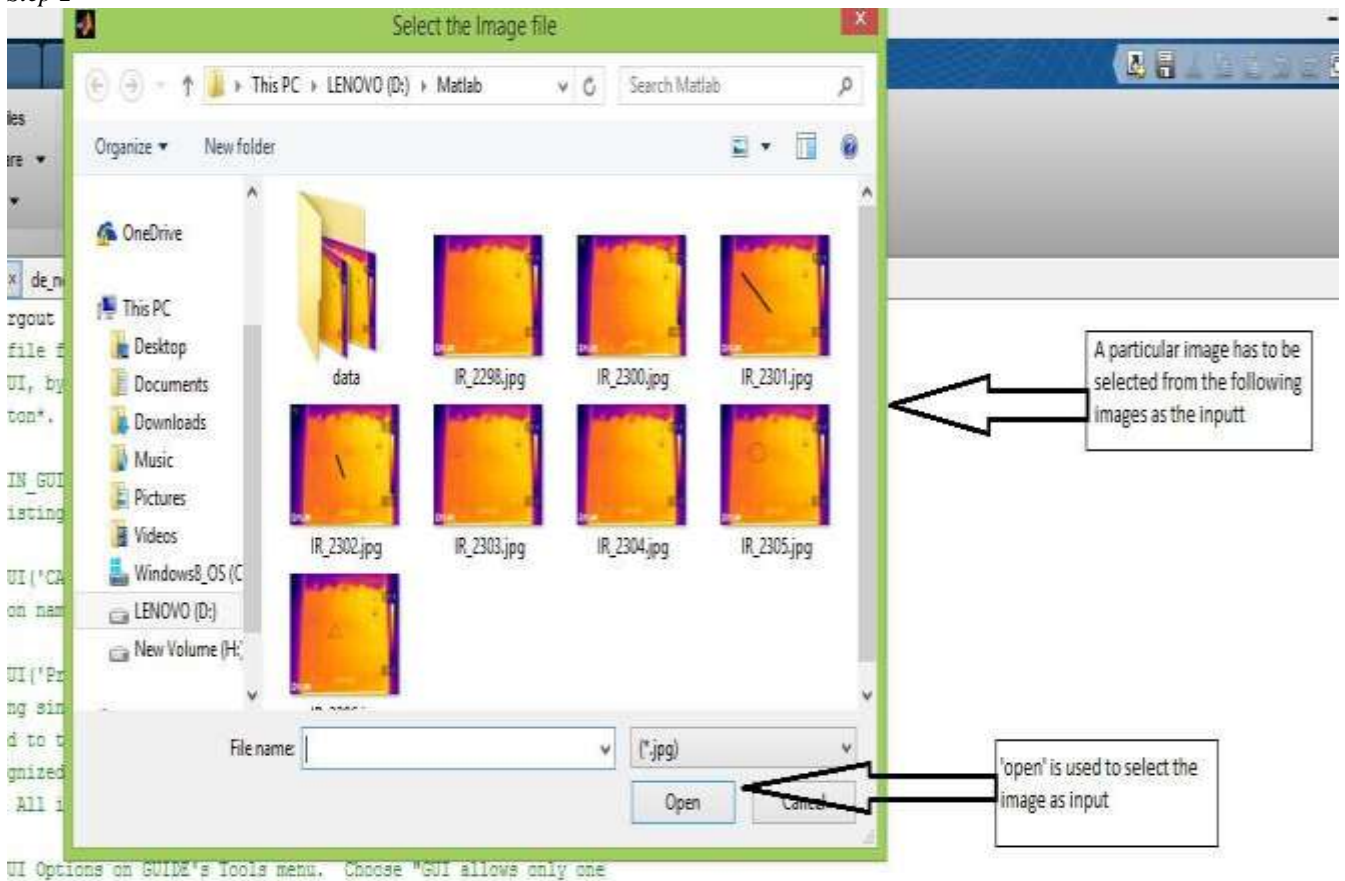 Select the Image file
This PC ▸ LENOVO (D:) ▸ Matlab
Search Matlab
Organize
New folder
OneDrive
This PC
Desktop
Documents
Downloads
Music
Pictures
Videos
Windows8_OS (C
LENOVO (D:)
New Volume (H:
data
IR_2298.jpg
IR_2300.jpg
IR_2301.jpg
IR_2302.jpg
IR_2303.jpg
IR_2304.jpg
IR_2305.jpg
File name:
(*.jpg)
Open
Cancel
A particular image has to be
selected from the following
images as the inputt
'open' is used to select the
image as input
rgout
file f
UI, by
ton*.
IN_GUI
isting
UI('CA
on nam
UI('Pr
ng sin
d to t
gnized
All i
UI Options on GUIDE's Tools menu. Choose "GUI allows only one